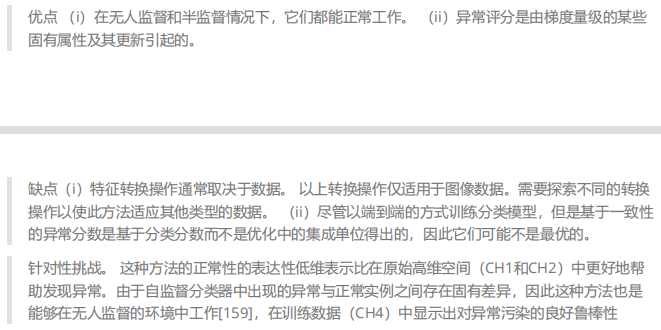 优点 （i）在无人监督和半监督情况下，它们都能正常工作。 （ii）异常评分是由梯度量级的某些
固有属性及其更新引起的。
缺点（i）特征转换操作通常取决于数据。 以上转换操作仅适用于图像数据。需要探索不同的转换
操作以使此方法适应其他类型的数据。 （ii）尽管以端到端的方式训练分类模型，但是基于一致性
的异常分数是基于分类分数而不是优化中的集成单位得出的，因此它们可能不是最优的。
针对性挑战。 这种方法的正常性的表达性低维表示比在原始高维空间（CH1和CH2）中更好地帮
助发现异常。由于自监督分类器中出现的异常与正常实例之间存在固有差异，因此这种方法也是
能够在无人监督的环境中工作[159]，在训练数据（CH4）中显示出对异常污染的良好鲁棒性